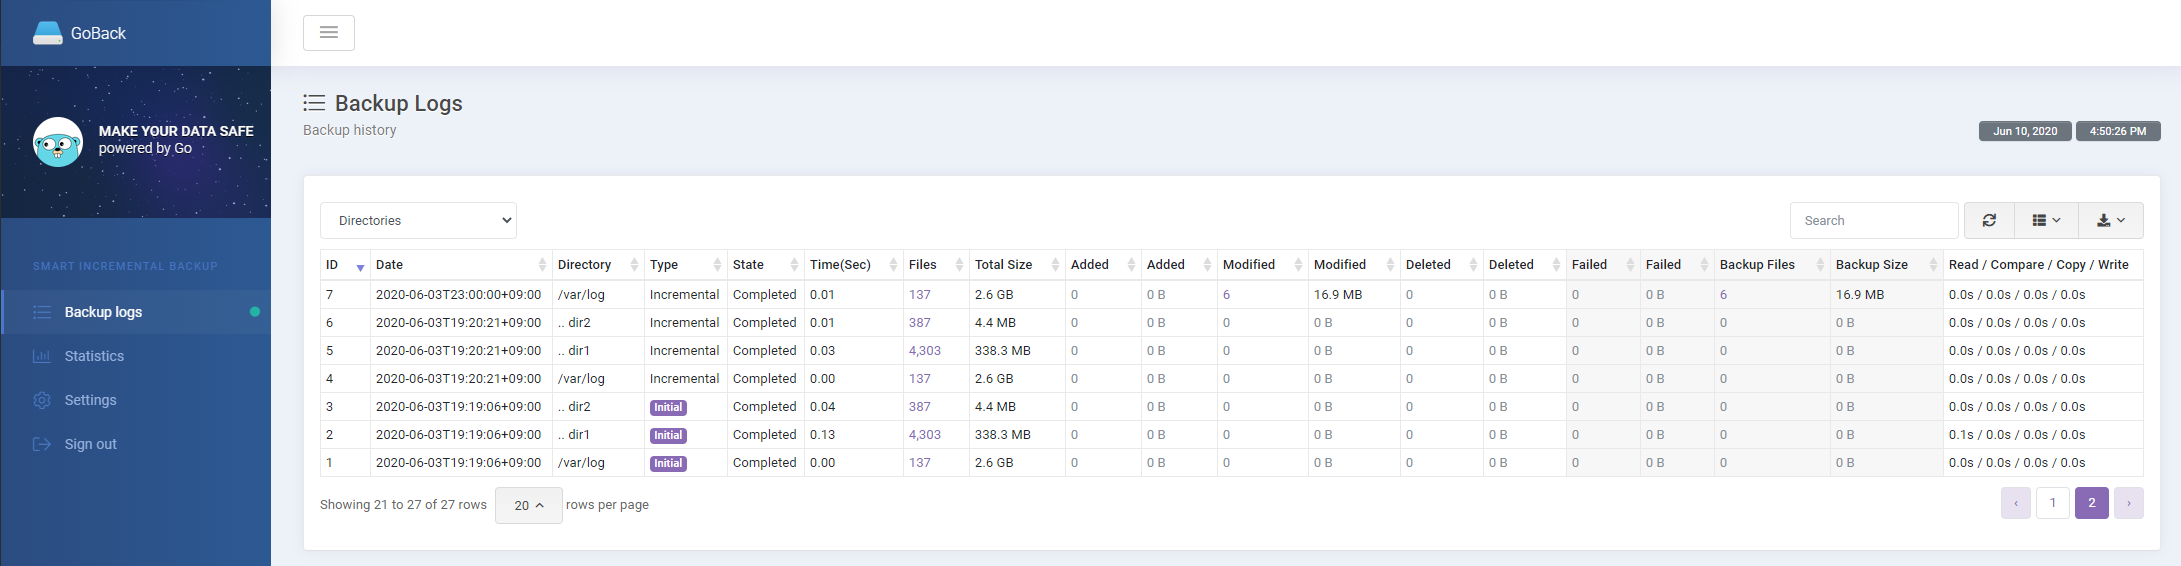 GoBack
MAKE YOUR DATA SAFE
powered by Go
SMART INCREMENTAL BACKUP
Backup logs
Statistics
Settings
Sign out
Backup Logs
Backup history
Jun 10, 2020 4:50:26 PM
Directories Search
ID Date Directory Type State Time(Sec) Files Total Size Added Added Modified Modified Deleted Deleted Failed Failed Backup Files Backup Size Read / Compare / Copy / Write
7 2020-06-03T23:00:00+09:00 /var/log Incremental Completed 0.01 137 2.6 GB 0 0 B 6 16.9 MB 0 0 B 0 0 B 6 16.9 MB 0.0s / 0.0s / 0.0s / 0.0s
6 2020-06-03T19:20:21+09:00 .. dir2 Incremental Completed 0.01 387 4.4 MB 0 0 B 0 0 B 0 0 B 0 0 B 0 0 B 0.0s / 0.0s / 0.0s / 0.0s
5 2020-06-03T19:20:21+09:00 .. dir1 Incremental Completed 0.03 4,303 338.3 MB 0 0 B 0 0 B 0 0 B 0 0 B 0 0 B 0.0s / 0.0s / 0.0s / 0.0s
4 2020-06-03T19:20:21+09:00 /var/log Incremental Completed 0.00 137 2.6 GB 0 0 B 0 0 B 0 0 B 0 0 B 0 0 B 0.0s / 0.0s / 0.0s / 0.0s
3 2020-06-03T19:19:06+09:00 .. dir2 Initial Completed 0.04 387 4.4 MB 0 0 B 0 0 B 0 0 B 0 0 B 0 0 B 0.0s / 0.0s / 0.0s / 0.0s
2 2020-06-03T19:19:06+09:00 .. dir1 Initial Completed 0.13 4,303 338.3 MB 0 0 B 0 0 B 0 0 B 0 0 B 0 0 B 0.1s / 0.0s / 0.0s / 0.0s
1 2020-06-03T19:19:06+09:00 /var/log Initial Completed 0.00 137 2.6 GB 0 0 B 0 0 B 0 0 B 0 0 B 0 0 B 0.0s / 0.0s / 0.0s / 0.0s
Showing 21 to 27 of 27 rows 20 rows per page ‹ 1 2 ›